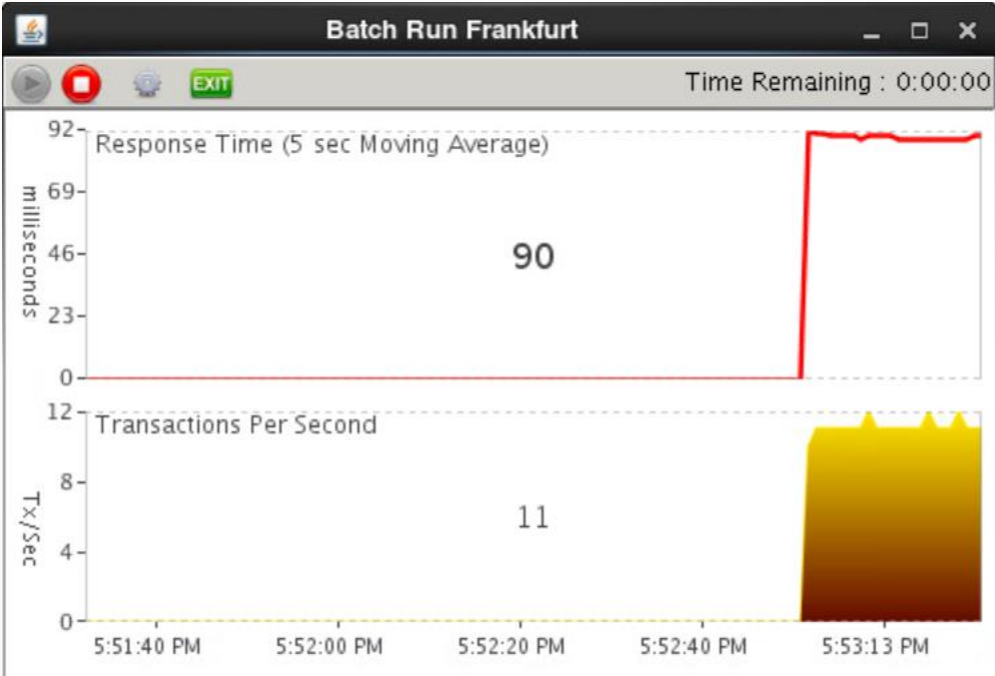 Batch Run Frankfurt
EXIT
Time Remaining : 0:00:00
Response Time (5 sec Moving Average)
milliseconds
92
69
46
23
0
90
Transactions Per Second
Tx/Sec
12
8
4
0
11
5:51:40 PM 5:52:00 PM 5:52:20 PM 5:52:40 PM 5:53:13 PM